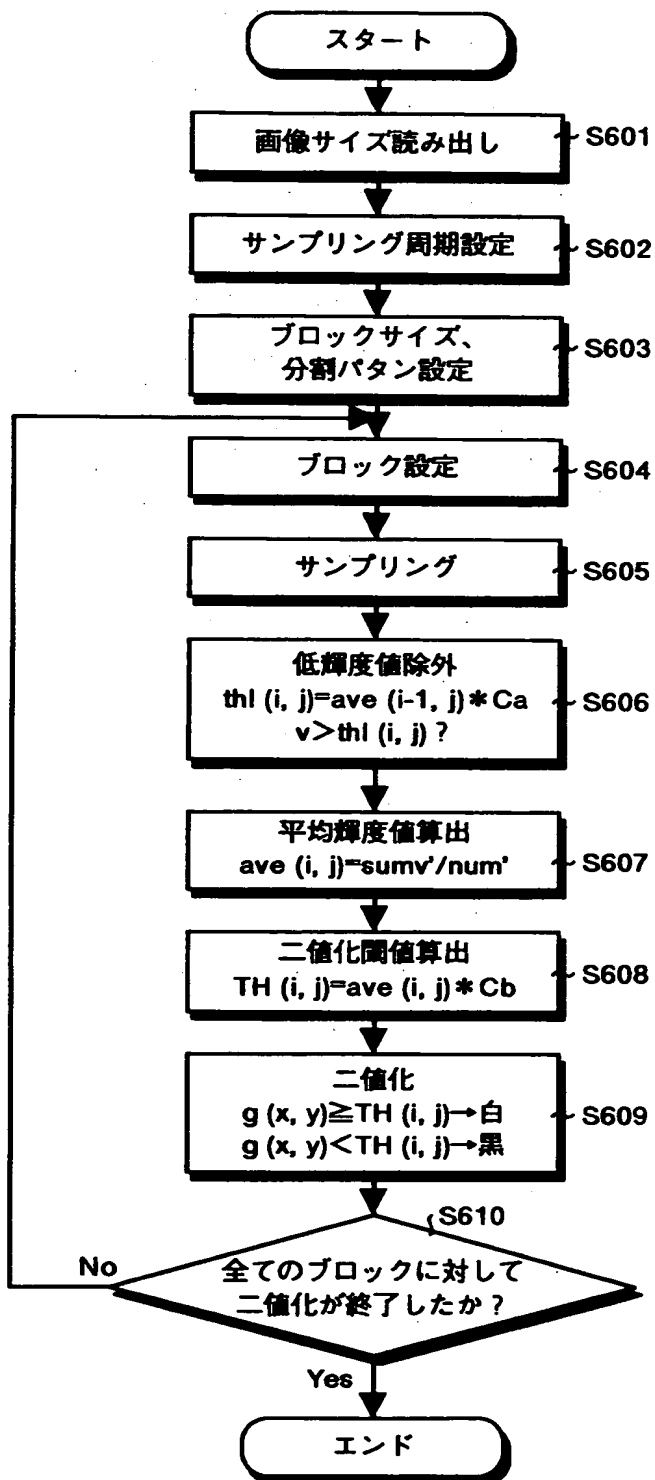 スタート
画像サイズ読み出し
S601
サンプリング周期設定
S602
ブロックサイズ、
分割パタン設定
S603
ブロック設定
S604
サンプリング
S605
低輝度値除外
thl (i, j)=ave (i-1, j)*Ca
v>thl (i, j) ?
S606
平均輝度値算出
ave (i, j)=sumv'/num'
S607
二値化閾値算出
TH (i, j)=ave (i, j)*Cb
S608
二値化
g (x, y)≧TH (i, j)→白
g (x, y)<TH (i, j)→黒
S609
S610
No
全てのブロックに対して
二値化が終了したか?
Yes
エンド